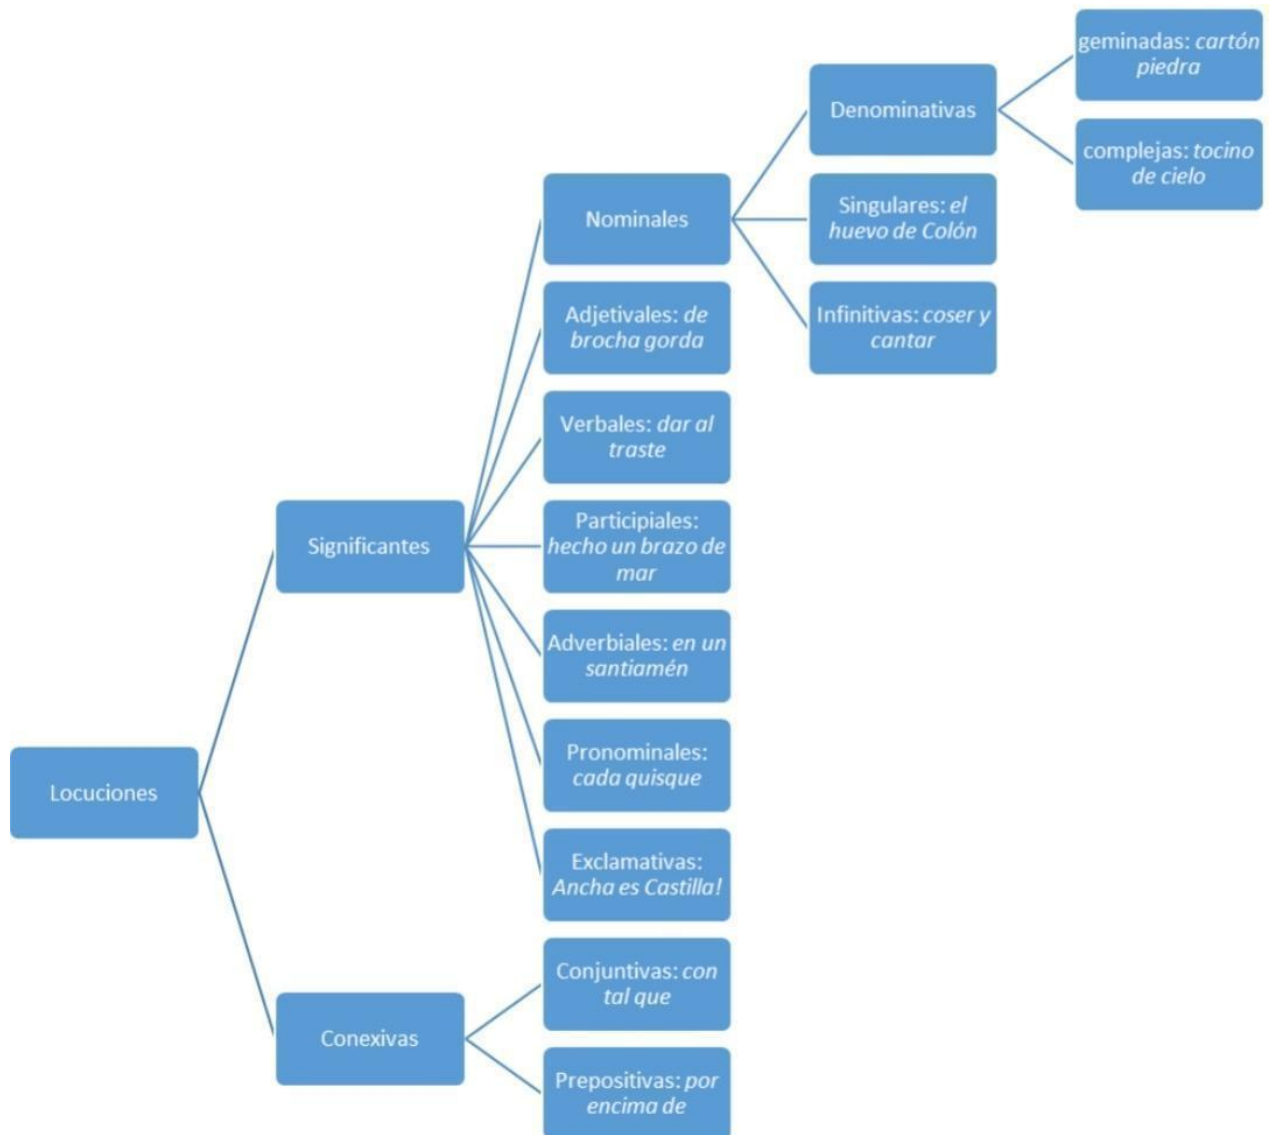 Locuciones
Significantes
Nominales
Denominativas
geminadas: cartón
piedra
complejas: tocino
de cielo
Singulares: el
huevo de Colón
Infinitivas: coser y
cantar
Adjetivales: de
brocha gorda
Verbales: dar al
traste
Participiales:
hecho un brazo de
mar
Adverbiales: en un
santiamén
Pronominales:
cada quisque
Exclamativas:
Ancha es Castilla!
Conexivas
Conjuntivas: con
tal que
Prepositivas: por
encima de